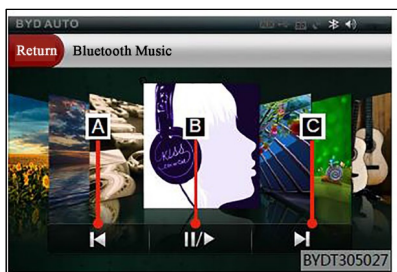 BYD AUTO
Return Bluetooth Music
A B C
KISS
BYDT305027